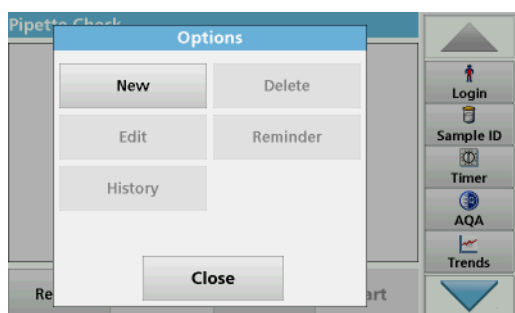 Pipette Check
Options
New
Delete
Edit
Reminder
History
Close
Re
art
Login
Sample ID
Timer
AQA
Trends